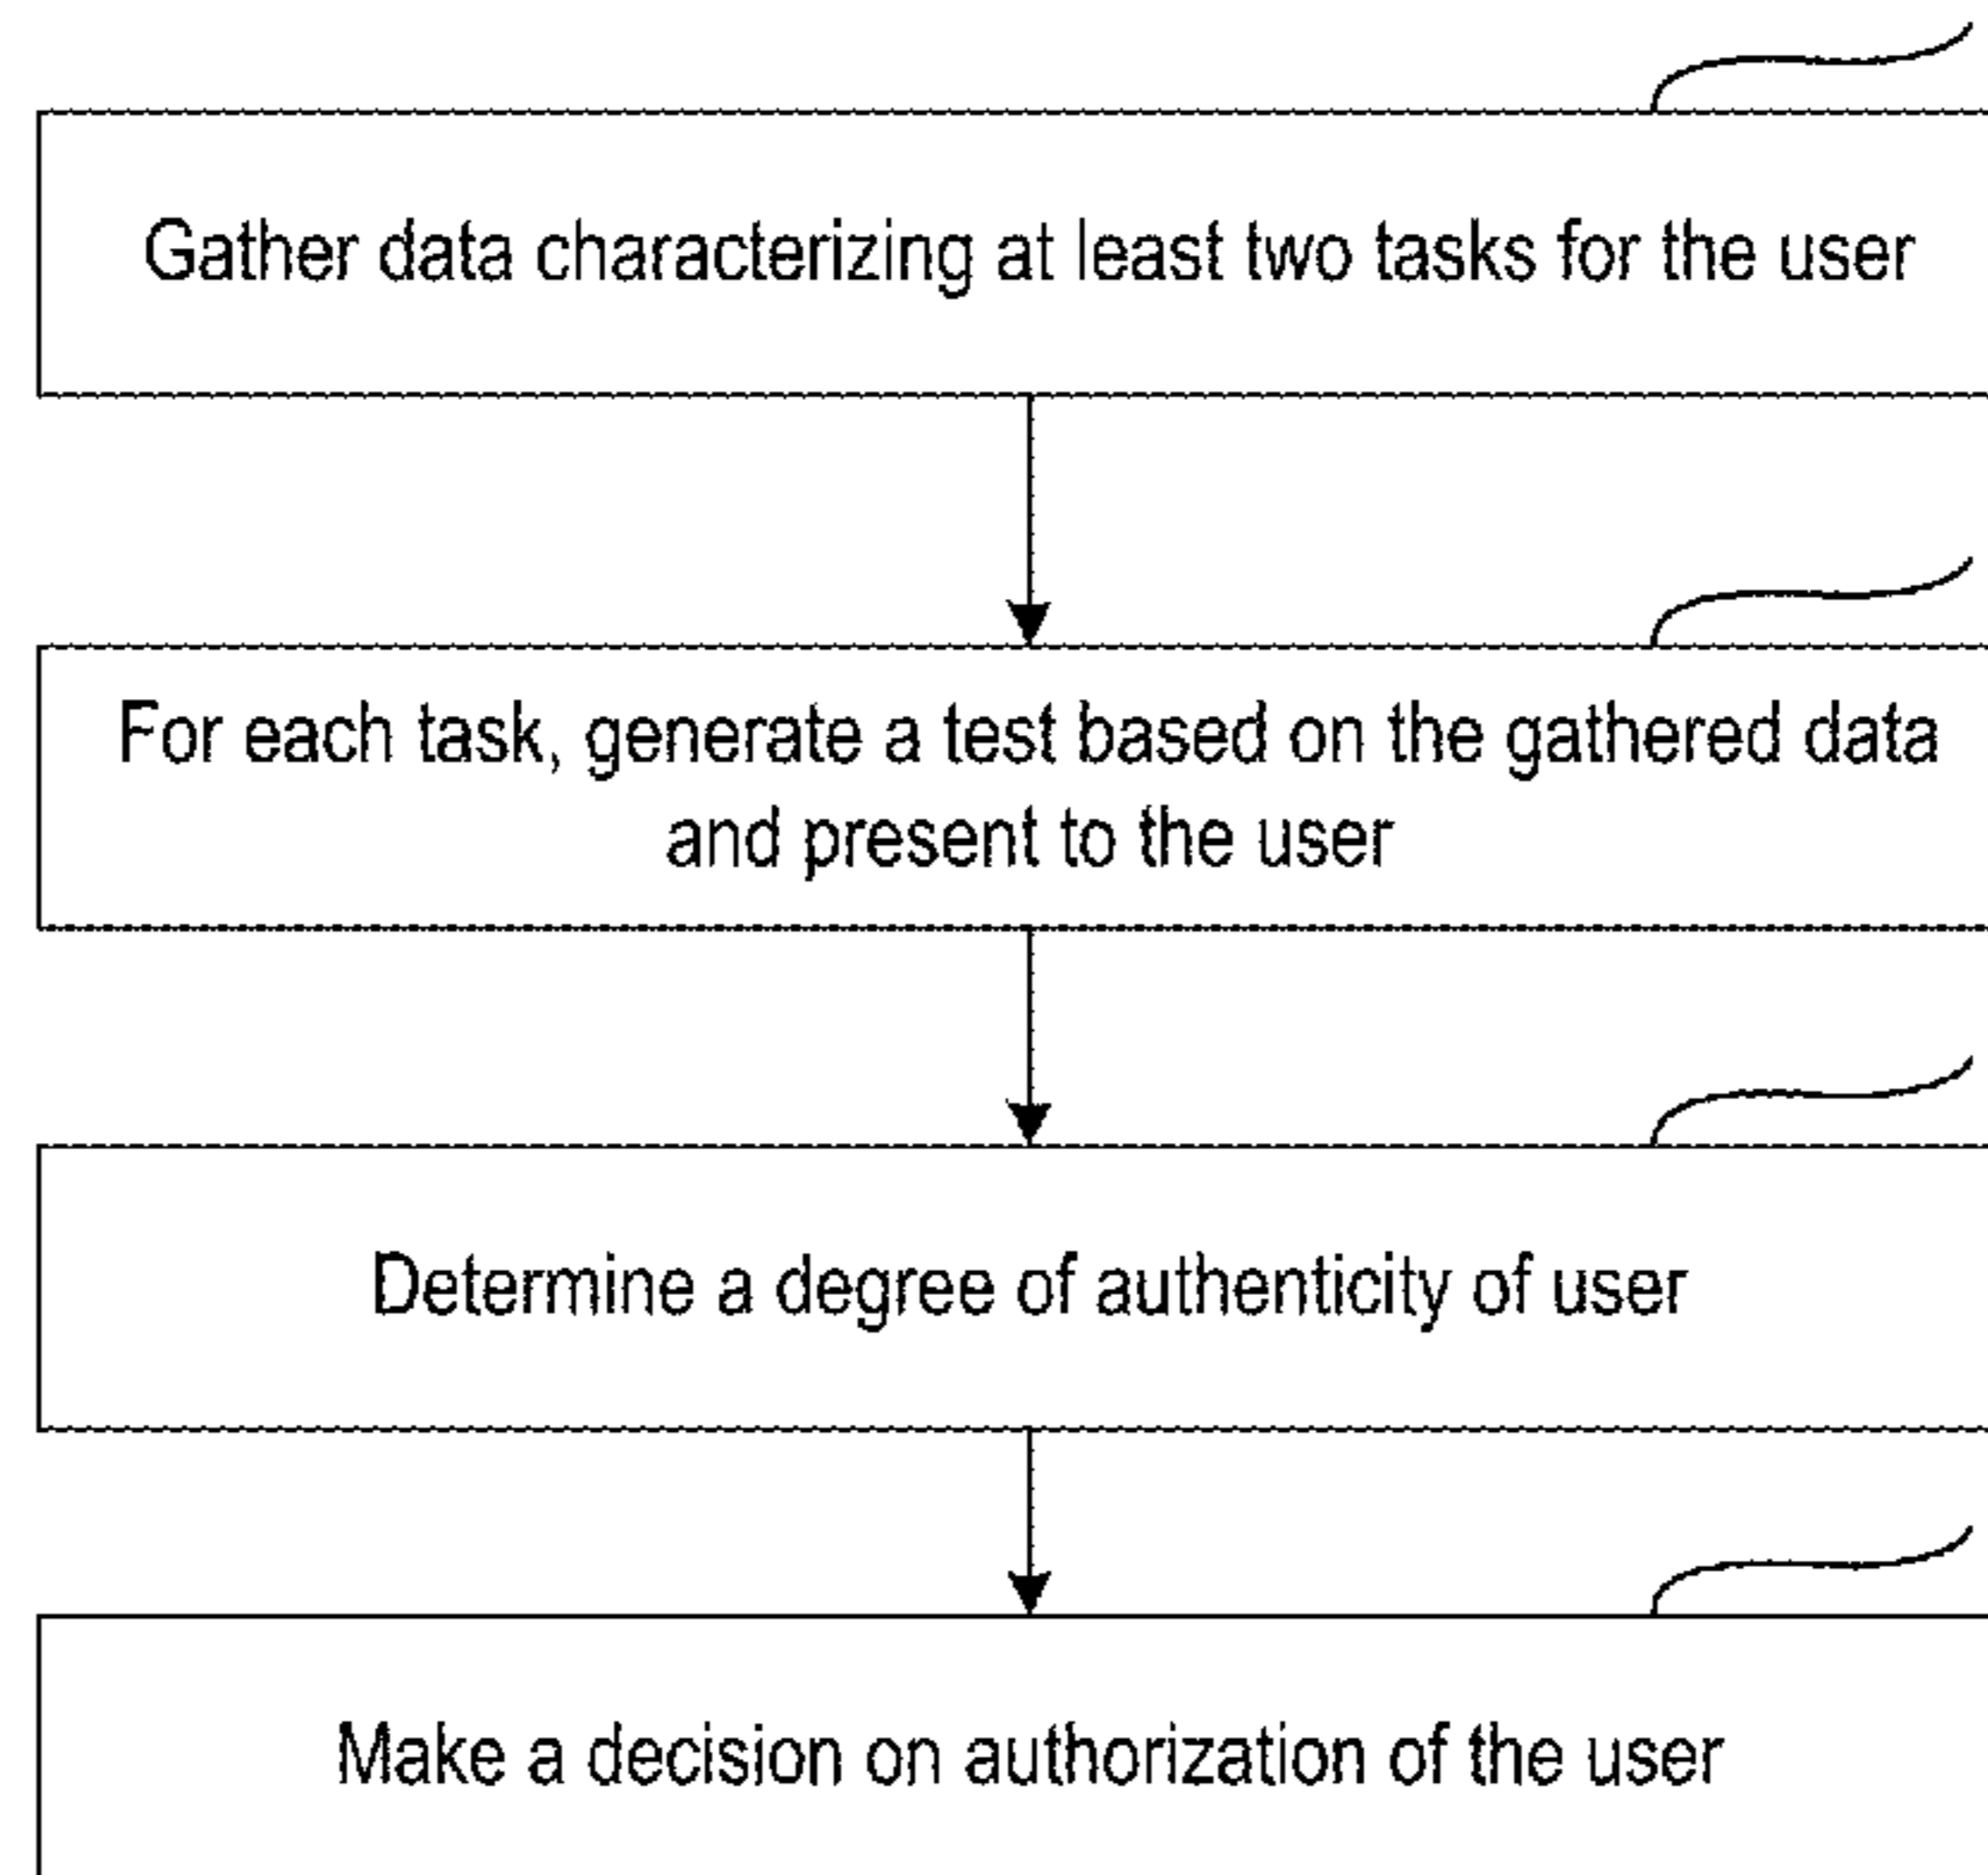 Gather data characterizing at least two tasks for the user
For each task, generate a test based on the gathered data
and present to the user
Determine a degree of authenticity of user
Make a decision on authorization of the user